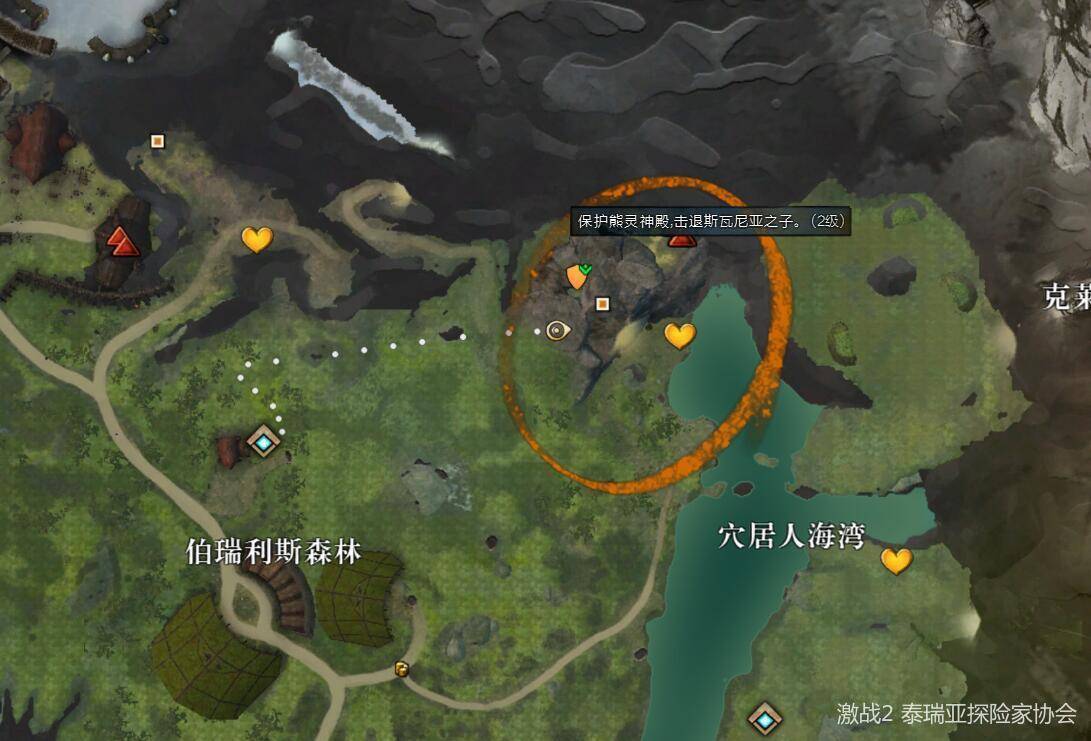 保护熊灵神殿,击退斯瓦尼亚之子。（2级）
克莱
伯瑞利斯森林
穴居人海湾
激战2 泰瑞亚探险家协会